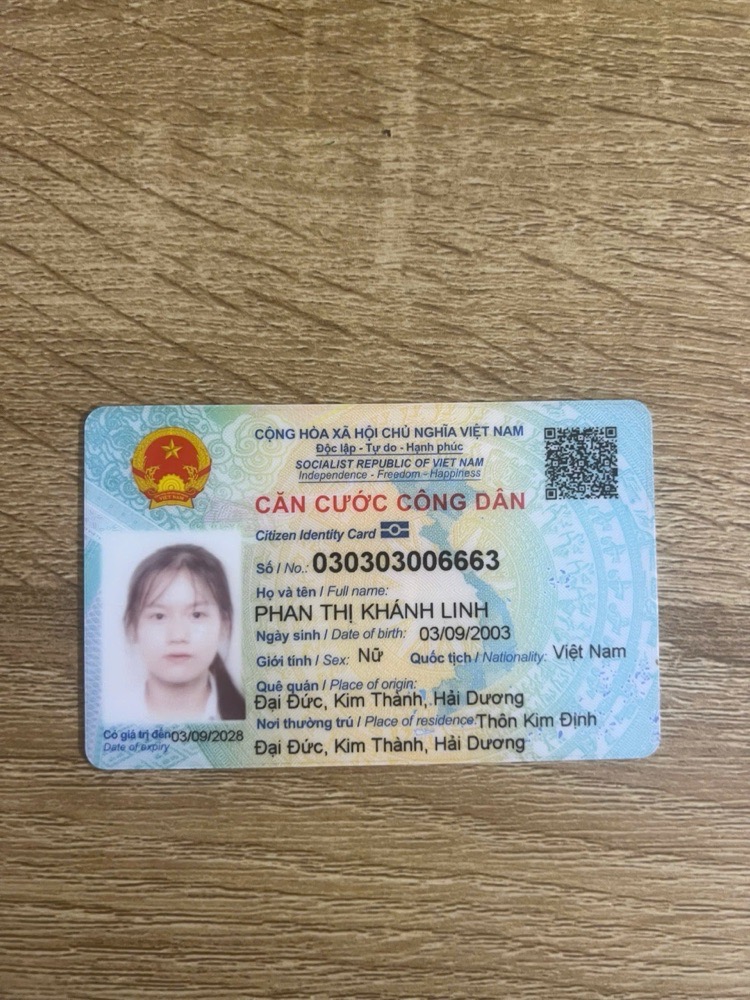 CỘNG HÒA XÃ HỘI CHỦ NGHĨA VIỆT NAM
Độc lập - Tự do - Hạnh phúc
SOCIALIST REPUBLIC OF VIET NAM
Independence - Freedom - Happiness
CĂN CƯỚC CÔNG DÂN
Citizen Identity Card
Số / No.: 030303006663
Họ và tên / Full name:
PHAN THỊ KHÁNH LINH
Ngày sinh / Date of birth: 03/09/2003
Giới tính / Sex: Nữ Quốc tịch / Nationality: Việt Nam
Quê quán / Place of origin:
Đại Đức, Kim Thành, Hải Dương
Nơi thường trú / Place of residence: Thôn Kim Định
Đại Đức, Kim Thành, Hải Dương
Có giá trị đến 03/09/2028
Date of expiry
VIỆT NAM